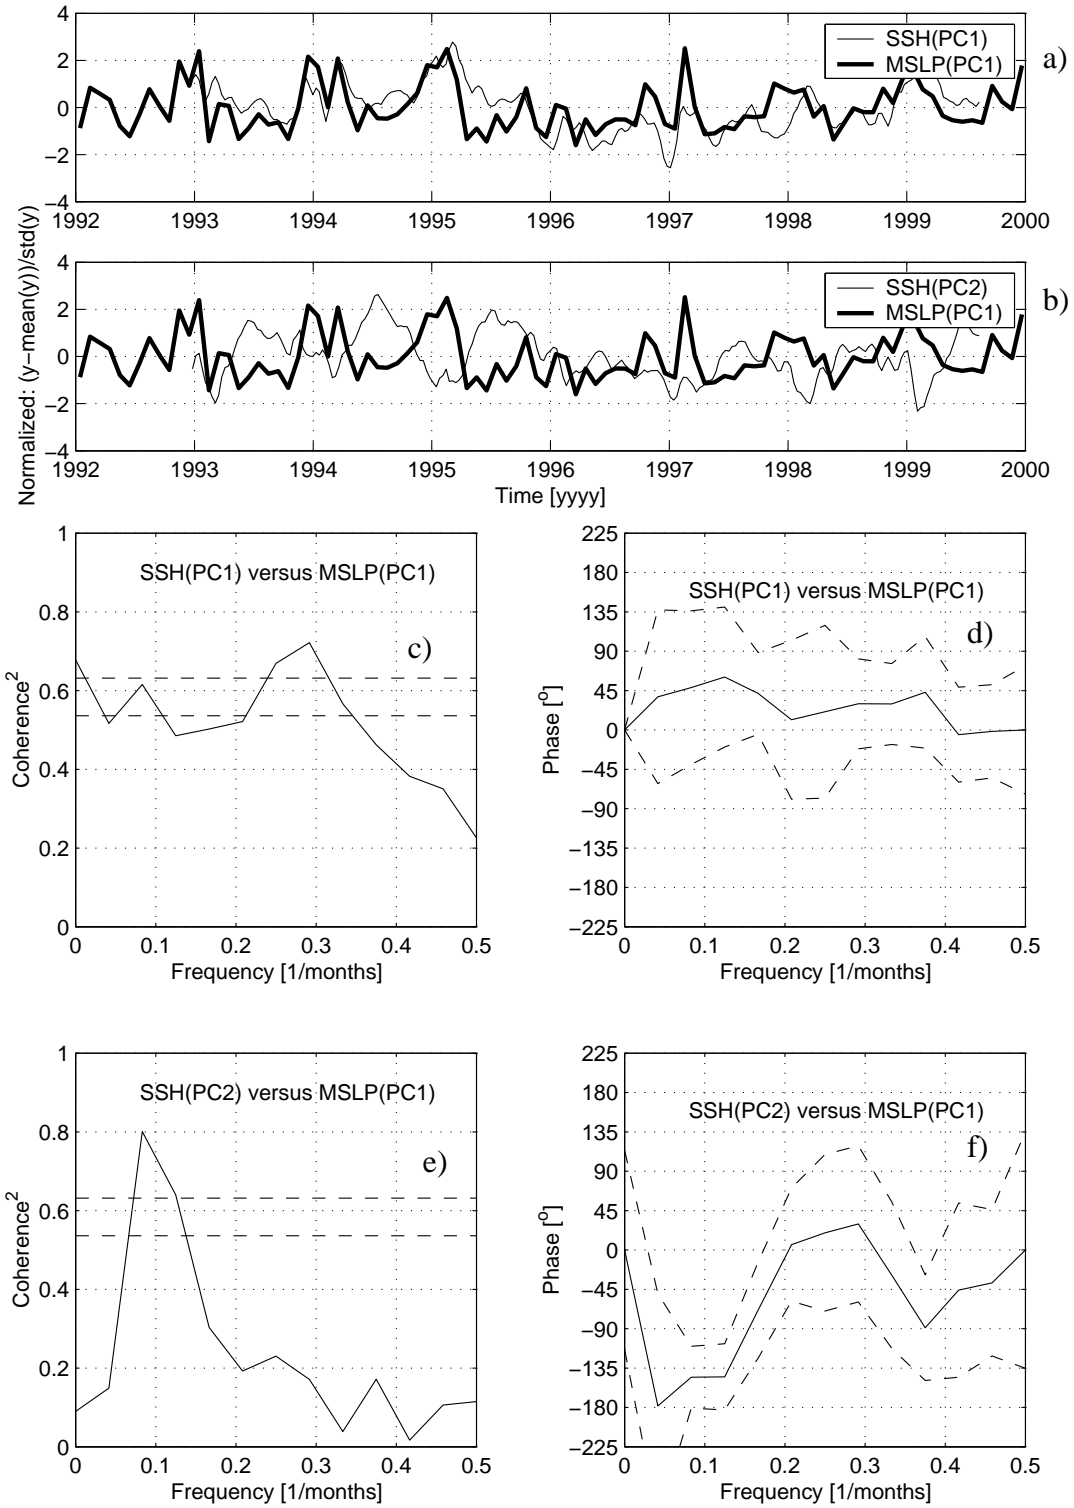 4
2
0
−2
−4
SSH(PC1)
MSLP(PC1)
a)
1992 1993 1994 1995 1996 1997 1998 1999 2000
Normalized: (y−mean(y))/std(y)
4
2
0
−2
−4
SSH(PC2)
MSLP(PC1)
b)
1992 1993 1994 1995 1996 1997 1998 1999 2000
Time [yyyy]
1
0.8
0.6
0.4
0.2
0
Coherence2
SSH(PC1) versus MSLP(PC1)
c)
0 0.1 0.2 0.3 0.4 0.5
Frequency [1/months]
225
180
135
90
45
0
−45
−90
−135
−180
−225
Phase [o]
SSH(PC1) versus MSLP(PC1)
d)
0 0.1 0.2 0.3 0.4 0.5
Frequency [1/months]
1
0.8
0.6
0.4
0.2
0
Coherence2
SSH(PC2) versus MSLP(PC1)
e)
0 0.1 0.2 0.3 0.4 0.5
Frequency [1/months]
225
180
135
90
45
0
−45
−90
−135
−180
−225
Phase [o]
SSH(PC2) versus MSLP(PC1)
f)
0 0.1 0.2 0.3 0.4 0.5
Frequency [1/months]